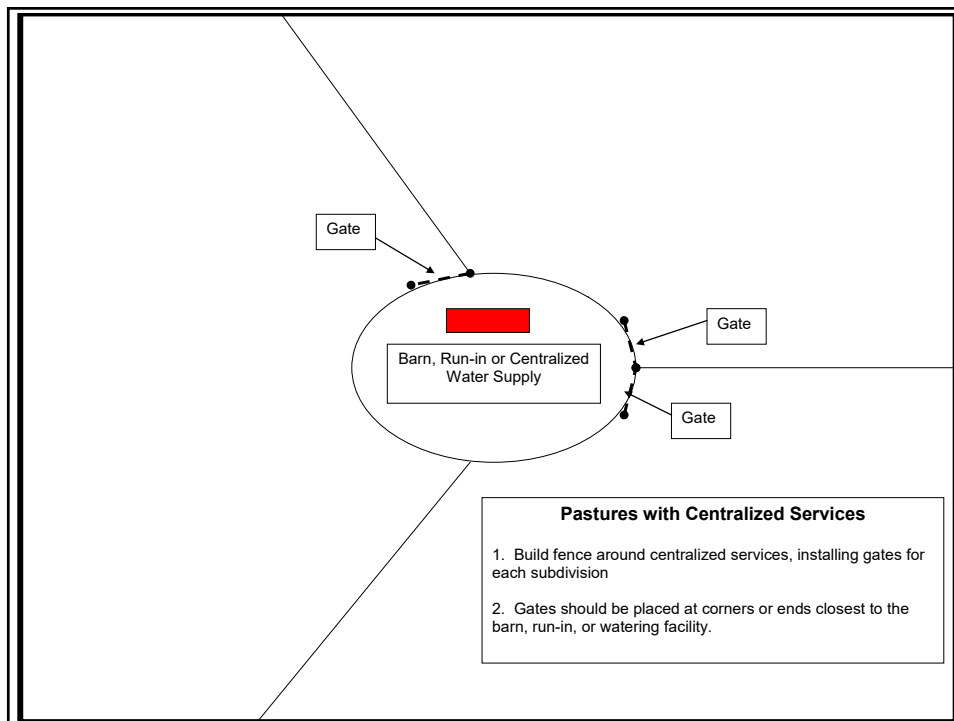 Gate
Gate
Barn, Run-in or Centralized
Water Supply
Gate
Pastures with Centralized Services
1. Build fence around centralized services, installing gates for
each subdivision
2. Gates should be placed at corners or ends closest to the
barn, run-in, or watering facility.